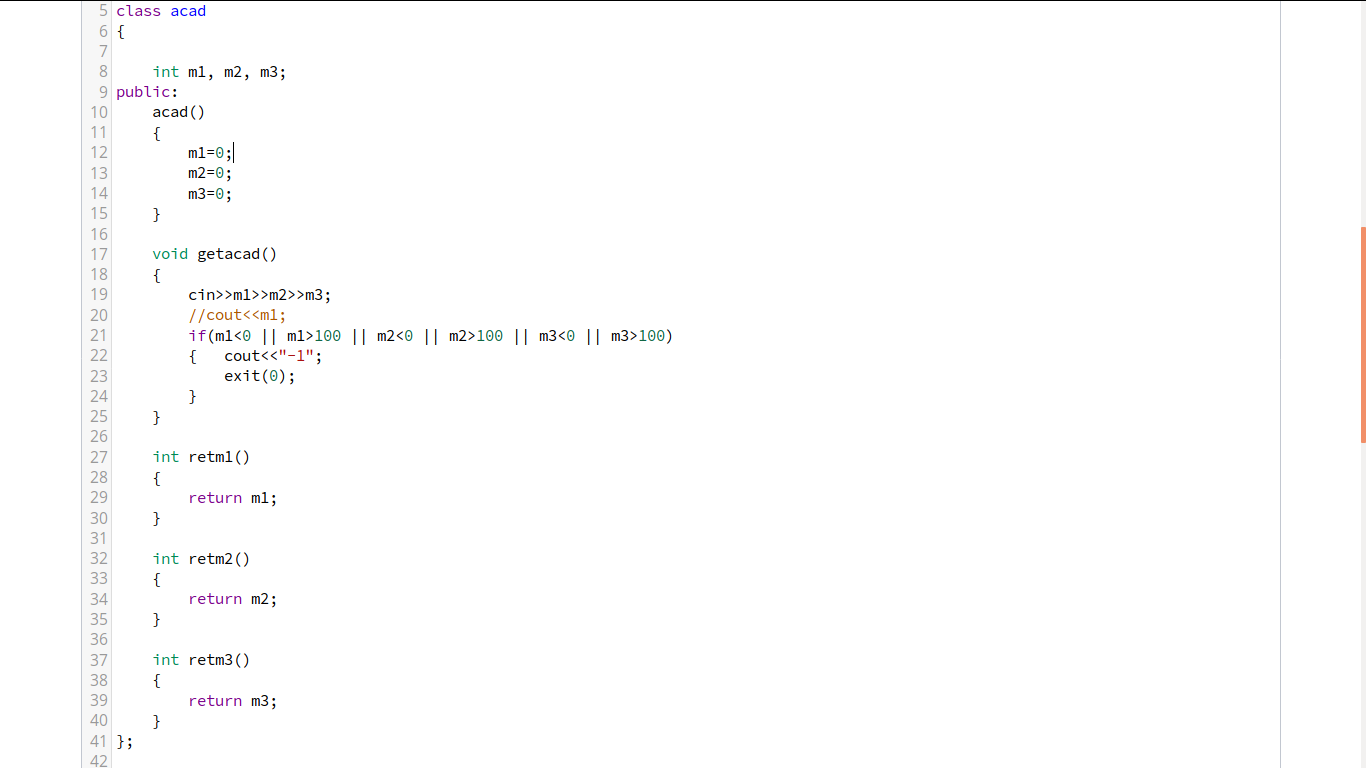 5 class acad
6 {
7
8     int m1, m2, m3;
9 public:
10     acad()
11     {
12         m1=0;
13         m2=0;
14         m3=0;
15     }
16
17     void getacad()
18     {
19         cin>>m1>>m2>>m3;
20         //cout<<m1;
21         if(m1<0 || m1>100 || m2<0 || m2>100 || m3<0 || m3>100)
22         {   cout<<"-1";
23             exit(0);
24         }
25     }
26
27     int retm1()
28     {
29         return m1;
30     }
31
32     int retm2()
33     {
34         return m2;
35     }
36
37     int retm3()
38     {
39         return m3;
40     }
41 };
42